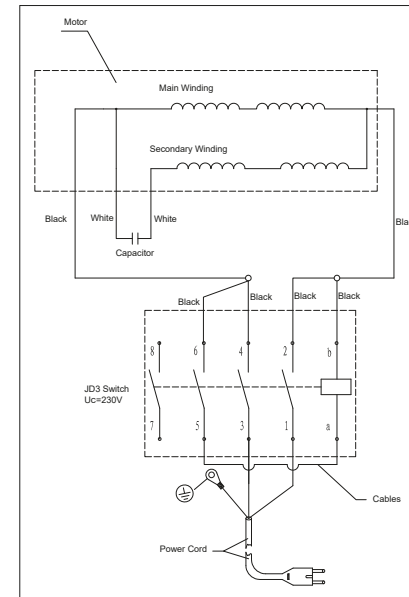 Motor
Main Winding
Secondary Winding
Black
White
White
Blac
Capacitor
Black
Black
Black
Black
8
6
4
2
b
JD3 Switch
Uc=230V
7
5
3
1
a
Cables
Power Cord